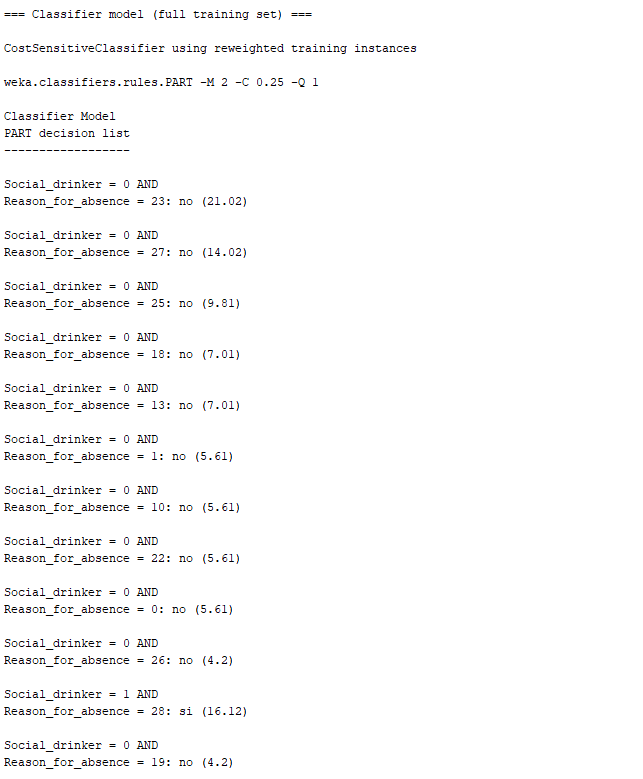 === Classifier model (full training set) ===
CostSensitiveClassifier using reweighted training instances
weka.classifiers.rules.PART -M 2 -C 0.25 -Q 1
Classifier Model
PART decision list
------------------
Social_drinker = 0 AND
Reason_for_absence = 23: no (21.02)
Social_drinker = 0 AND
Reason_for_absence = 27: no (14.02)
Social_drinker = 0 AND
Reason_for_absence = 25: no (9.81)
Social_drinker = 0 AND
Reason_for_absence = 18: no (7.01)
Social_drinker = 0 AND
Reason_for_absence = 13: no (7.01)
Social_drinker = 0 AND
Reason_for_absence = 1: no (5.61)
Social_drinker = 0 AND
Reason_for_absence = 10: no (5.61)
Social_drinker = 0 AND
Reason_for_absence = 22: no (5.61)
Social_drinker = 0 AND
Reason_for_absence = 0: no (5.61)
Social_drinker = 0 AND
Reason_for_absence = 26: no (4.2)
Social_drinker = 1 AND
Reason_for_absence = 28: si (16.12)
Social_drinker = 0 AND
Reason_for_absence = 19: no (4.2)